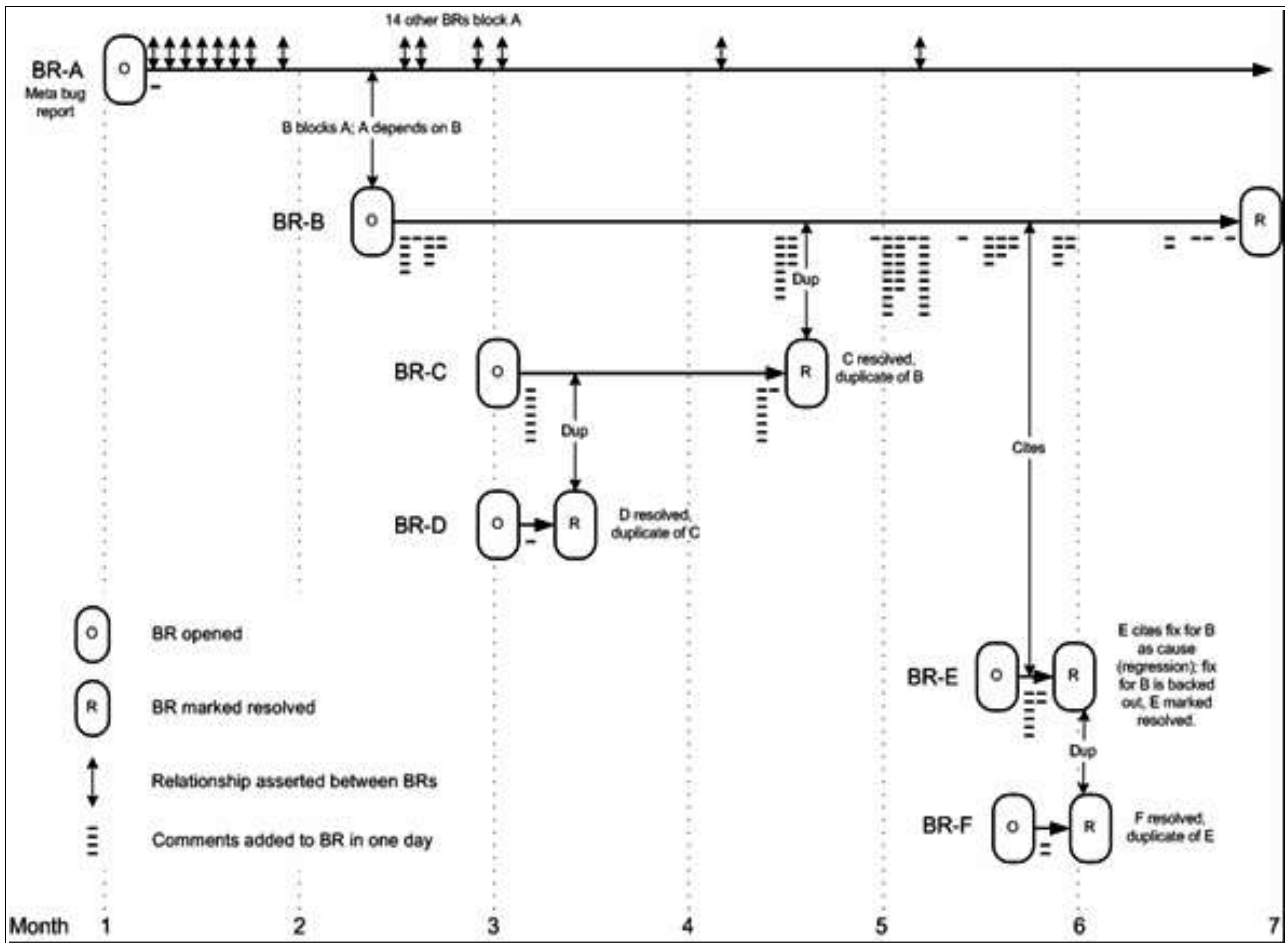 14 other BRs block A
BR-A
Meta bug
report
O
B blocks A; A depends on B
BR-B
O
R
Dup
BR-C
O
R
C resolved,
duplicate of B
Dup
Cites
BR-D
O
R
D resolved,
duplicate of C
O
BR opened
R
BR marked resolved
Relationship asserted between BRs
Comments added to BR in one day
BR-E
O
R
E cites fix for B
as cause
(regression); fix
for B is backed
out, E marked
resolved.
Dup
BR-F
O
R
F resolved,
duplicate of E
Month 1 2 3 4 5 6 7